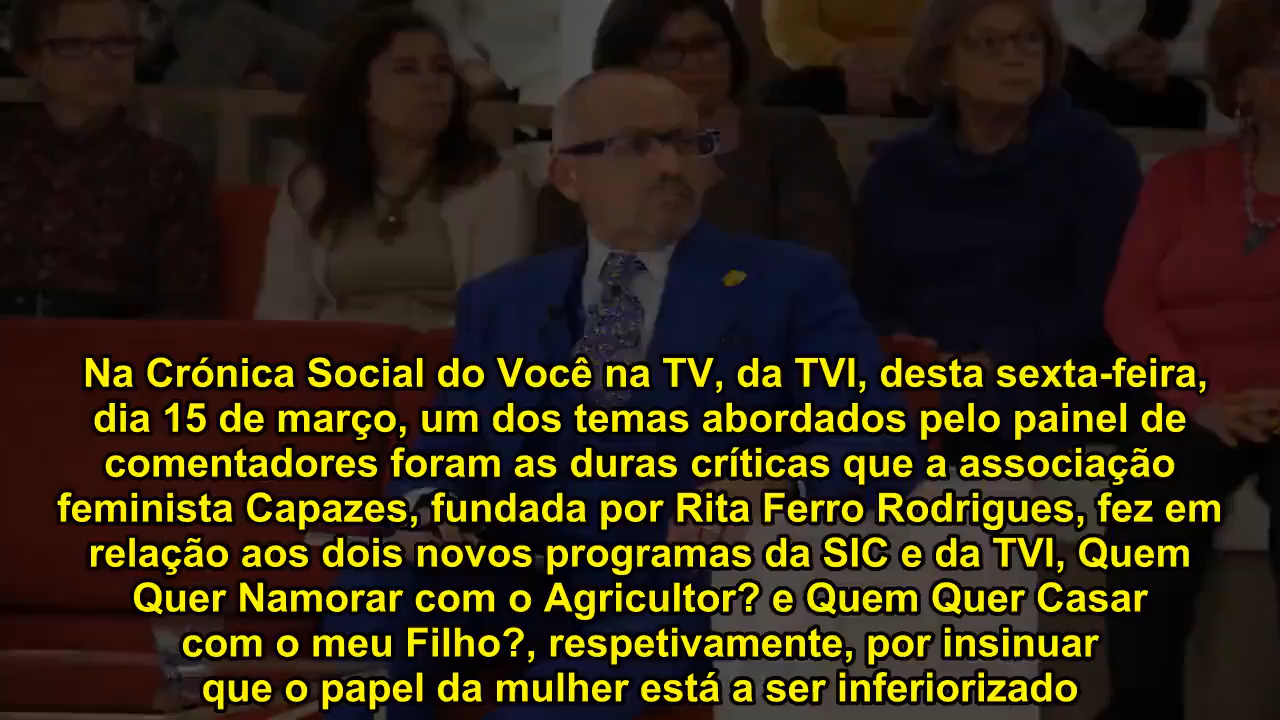 Na Crónica Social do Você na TV, da TVI, desta sexta-feira,
dia 15 de março, um dos temas abordados pelo painel de
comentadores foram as duras críticas que a associação
feminista Capazes, fundada por Rita Ferro Rodrigues, fez em
relação aos dois novos programas da SIC e da TVI, Quem
Quer Namorar com o Agricultor? e Quem Quer Casar
com o meu Filho?, respetivamente, por insinuar
que o papel da mulher está a ser inferiorizado